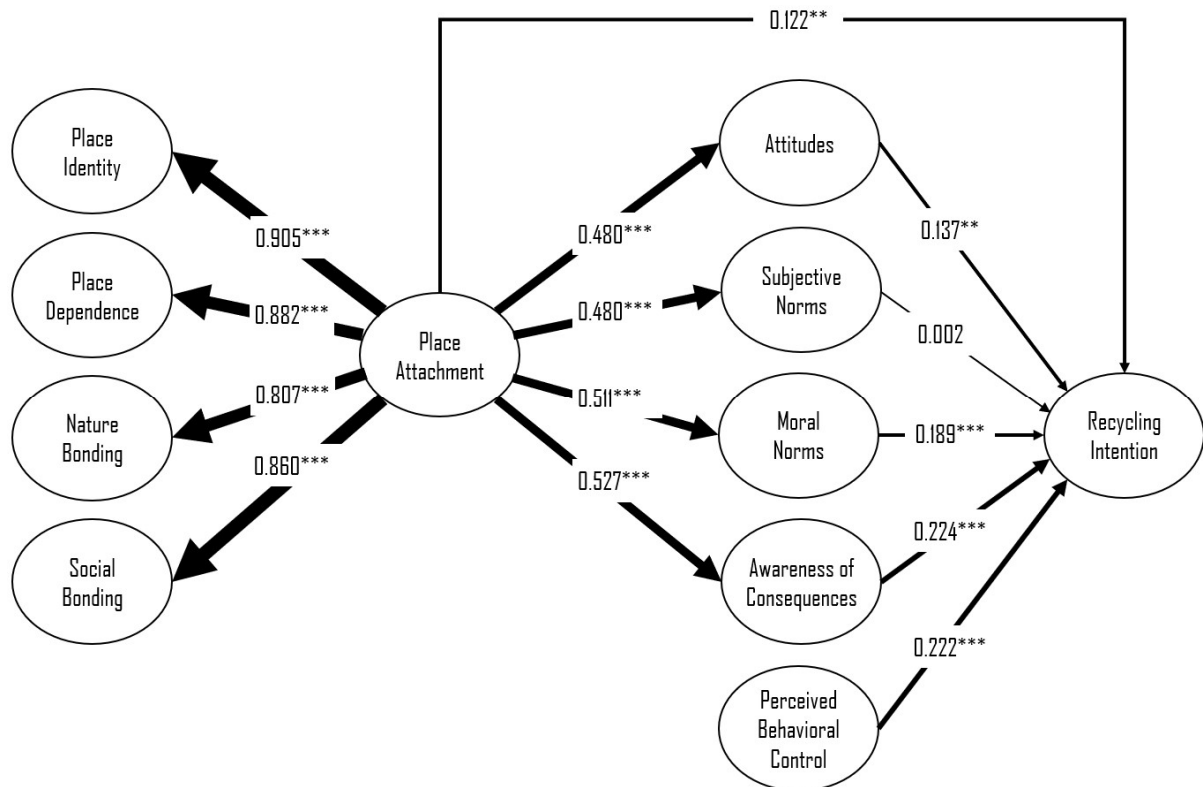 0.122**
Place
Identity
Attitudes
0.905***
0.480***
0.137**
Place
Dependence
0.882***
0.480***
Subjective
Norms
0.002
Place
Attachment
Nature
Bonding
0.807***
0.511***
Moral
Norms
0.189***
Recycling
Intention
0.860***
0.527***
Social
Bonding
Awareness of
Consequences
0.224***
0.222***
Perceived
Behavioral
Control